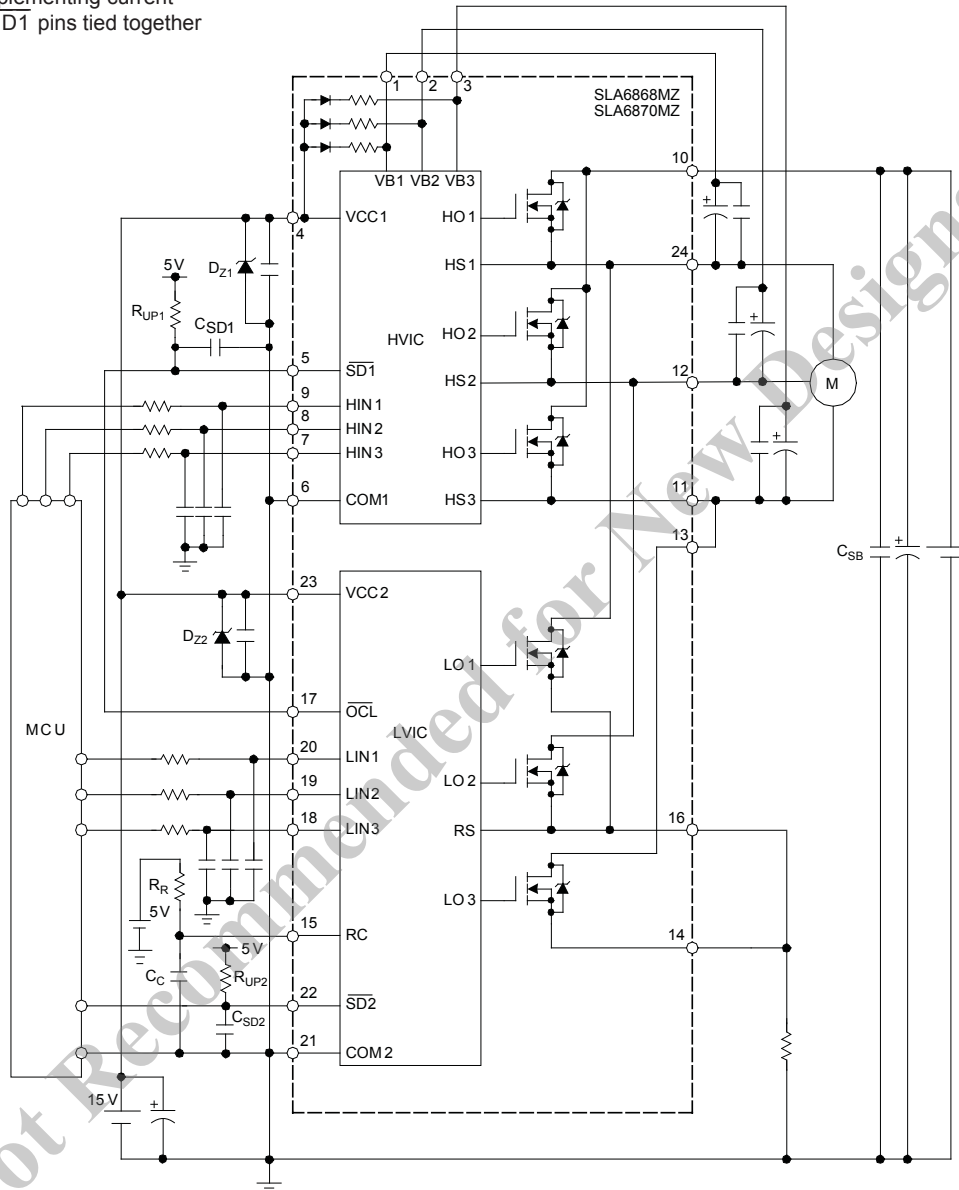 plementing current
D1 pins tied together
1
2
3
SLA6868MZ
SLA6870MZ
10
VB1 VB2 VB3
VCC1
HO1
4
HS1
24
5V
DZ1
RUP1
CSD1
HVIC
HO2
5
SD1
HS2
12
M
9
HIN1
8
HIN2
7
HIN3
HO3
6
COM1
HS3
11
13
CSB
23
VCC2
DZ2
LO1
17
OCL
MCU
LVIC
20
LIN1
19
LIN2
LO2
18
LIN3
RS
16
RR
5V
LO3
15
RC
5V
14
CC
RUP2
22
SD2
CSD2
21
COM2
15V
ot Recommended for New Designs